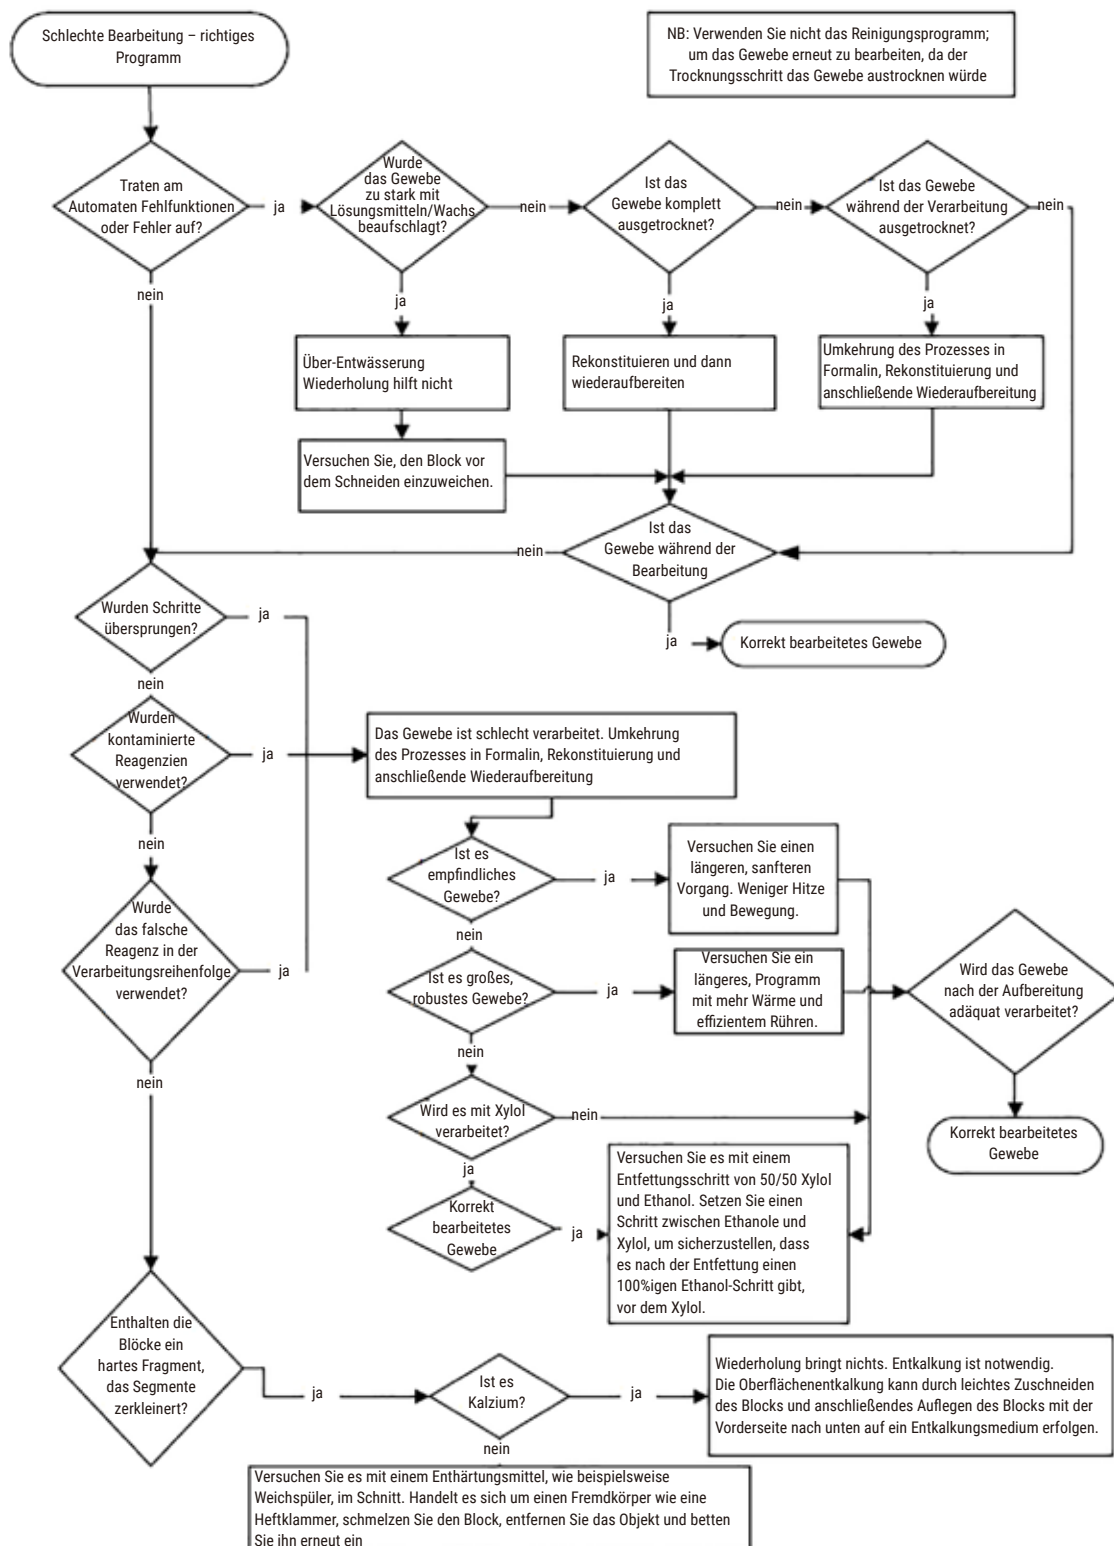 Schlechte Bearbeitung – richtiges
Programm
NB: Verwenden Sie nicht das Reinigungsprogramm;
um das Gewebe erneut zu bearbeiten, da der
Trocknungsschritt das Gewebe austrocknen würde
Traten am
Automaten Fehlfunktionen
oder Fehler auf?
ja
Wurde
das Gewebe
zu stark mit
Lösungsmitteln/Wachs
beaufschlagt?
nein
Ist das
Gewebe komplett
ausgetrocknet?
nein
Ist das Gewebe
während der Verarbeitung
ausgetrocknet?
nein
nein
ja
ja
ja
Über-Entwässerung
Wiederholung hilft nicht
Rekonstituieren und dann
wiederaufbereiten
Umkehrung des Prozesses in
Formalin, Rekonstituierung und
anschließende Wiederaufbereitung
Versuchen Sie, den Block vor
dem Schneiden einzuweichen.
Ist das
Gewebe während der
Bearbeitung
nein
ja
Korrekt bearbeitetes Gewebe
Wurden Schritte
übersprungen?
ja
nein
Wurden
kontaminierte
Reagenzien
verwendet?
ja
Das Gewebe ist schlecht verarbeitet. Umkehrung
des Prozesses in Formalin, Rekonstituierung und
anschließende Wiederaufbereitung
nein
Wurde
das falsche
Reagenz in der
Verarbeitungsreihenfolge
verwendet?
ja
nein
Ist es
empfindliches
Gewebe?
ja
Versuchen Sie einen
längeren, sanfteren
Vorgang. Weniger Hitze
und Bewegung.
nein
Ist es großes,
robustes Gewebe?
ja
Versuchen Sie ein
längeres, Programm
mit mehr Wärme und
effizientem Rühren.
Wird das Gewebe
nach der Aufbereitung
adäquat verarbeitet?
nein
Wird es mit Xylol
verarbeitet?
nein
Korrekt bearbeitetes
Gewebe
ja
Korrekt
bearbeitetes
Gewebe
ja
Versuchen Sie es mit einem
Entfettungsschritt von 50/50 Xylol
und Ethanol. Setzen Sie einen
Schritt zwischen Ethanole und
Xylol, um sicherzustellen, dass
es nach der Entfettung einen
100%igen Ethanol-Schritt gibt,
vor dem Xylol.
Enthalten die
Blöcke ein
hartes Fragment,
das Segmente
zerkleinert?
ja
Ist es
Kalzium?
ja
Wiederholung bringt nichts. Entkalkung ist notwendig.
Die Oberflächenentkalkung kann durch leichtes Zuschneiden
des Blocks und anschließendes Auflegen des Blocks mit der
Vorderseite nach unten auf ein Entkalkungsmedium erfolgen.
nein
Versuchen Sie es mit einem Enthärtungsmittel, wie beispielsweise
Weichspüler, im Schnitt. Handelt es sich um einen Fremdkörper wie eine
Heftklammer, schmelzen Sie den Block, entfernen Sie das Objekt und betten
Sie ihn erneut ein